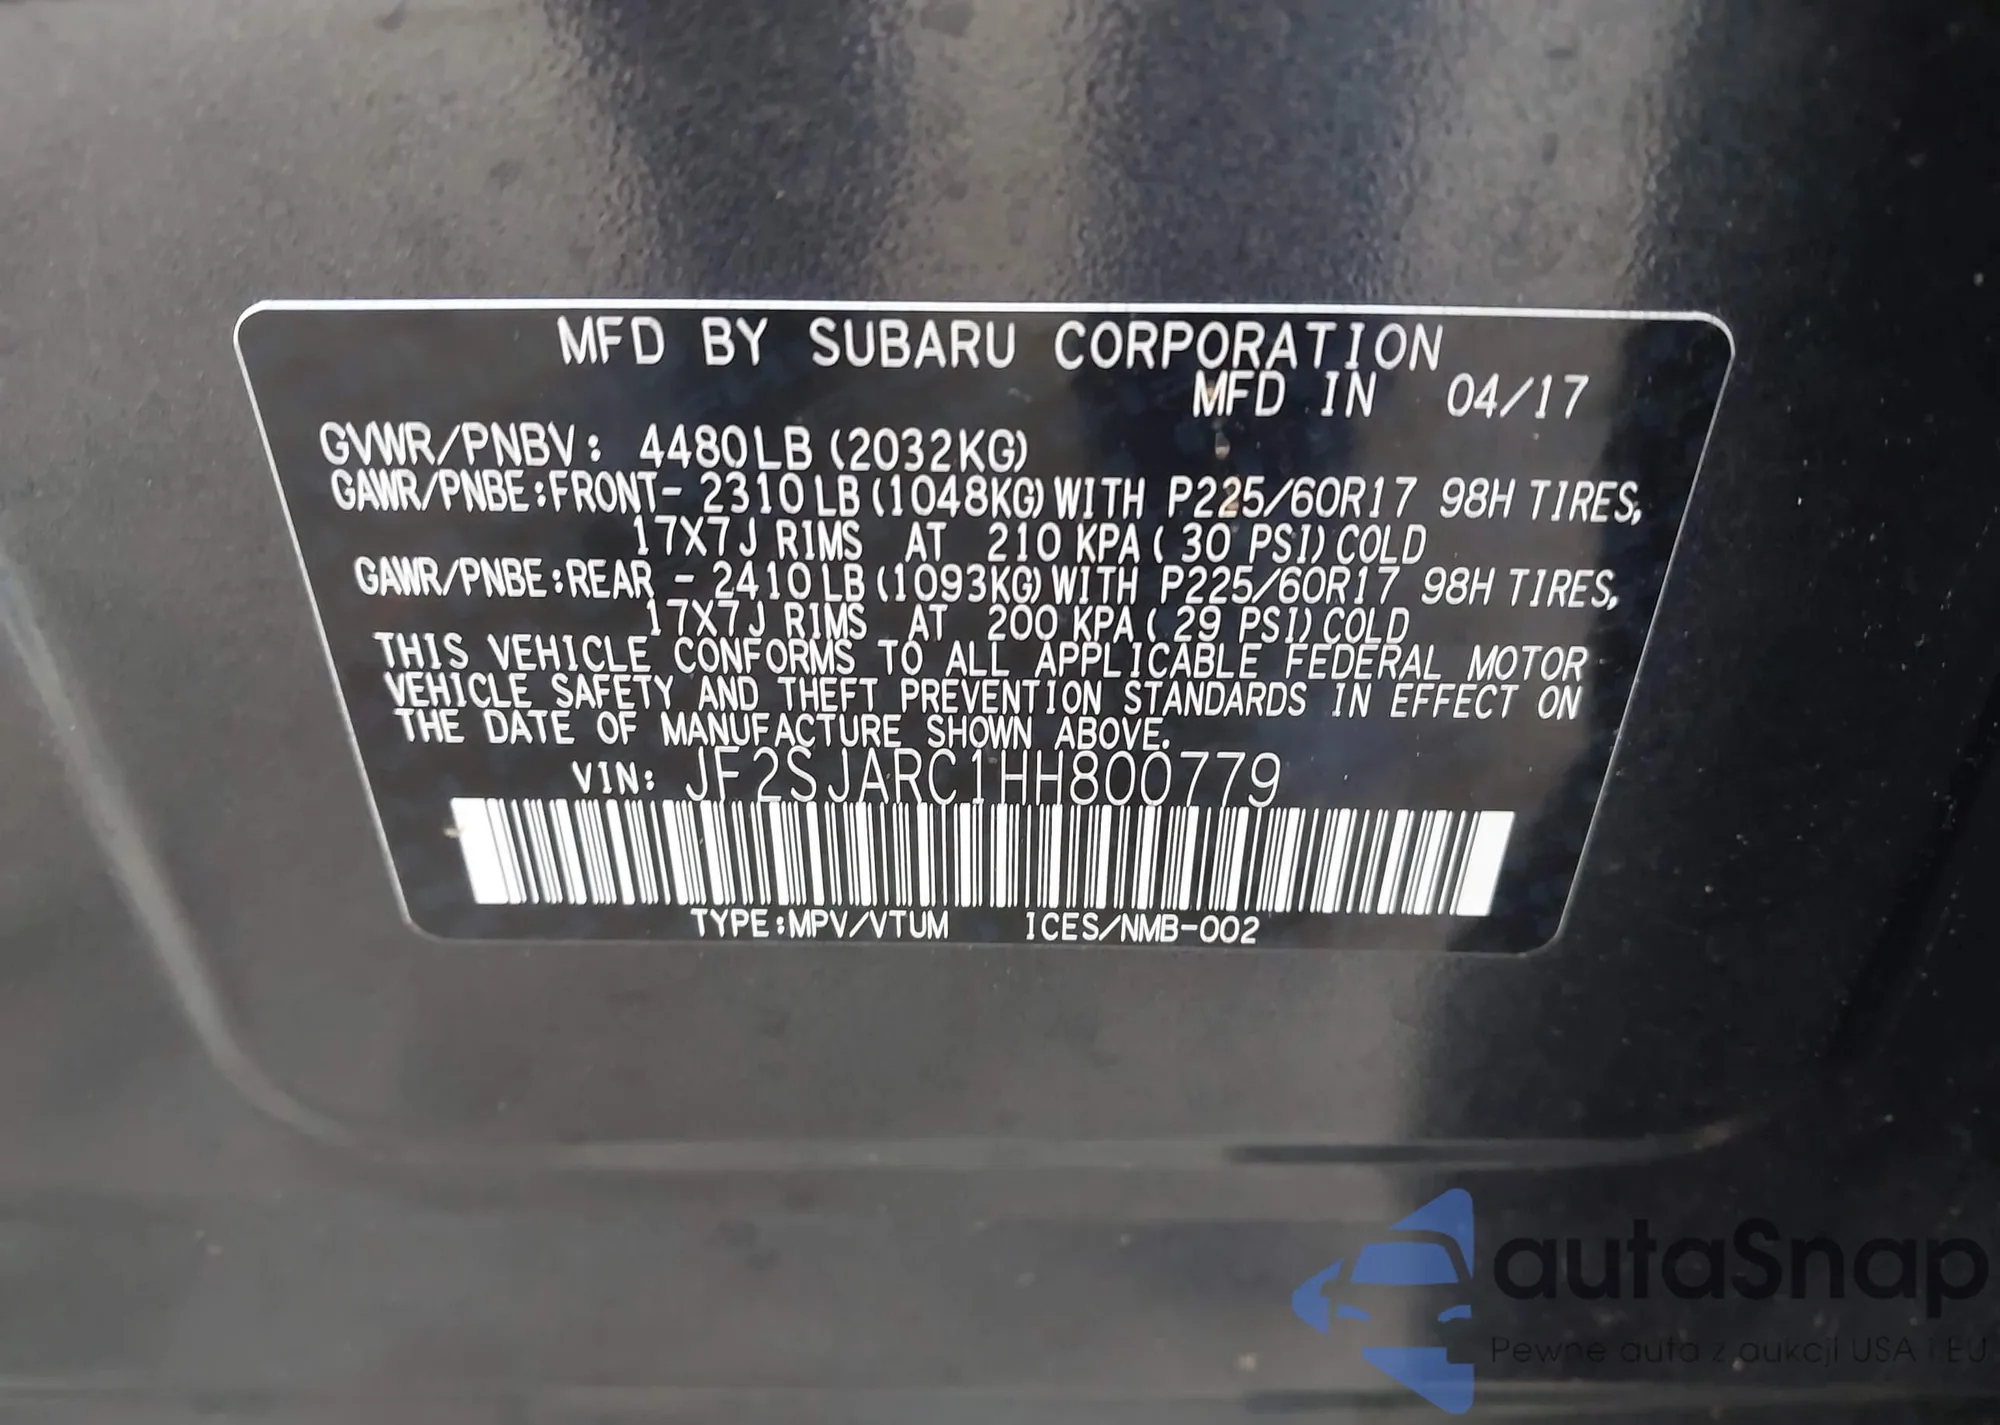 MFD BY SUBARU CORPORATION
MFD IN 04/17
GVWR/PNBV: 4480LB (2032KG)
GAWR/PNBE:FRONT- 2310LB (1048KG) WITH P225/60R17 98H TIRES,
17X7J RIMS AT 210 KPA ( 30 PSI) COLD
GAWR/PNBE:REAR - 2410LB (1093KG) WITH P225/60R17 98H TIRES,
17X7J RIMS AT 200 KPA ( 29 PSI) COLD
THIS VEHICLE CONFORMS TO ALL APPLICABLE FEDERAL MOTOR
VEHICLE SAFETY AND THEFT PREVENTION STANDARDS IN EFFECT ON
THE DATE OF MANUFACTURE SHOWN ABOVE.
VIN: JF2SJARC1HH800779
TYPE:MPV/VTUM ICES/NMB-002
autaSnap
Pewne auta z aukcji USA i EU